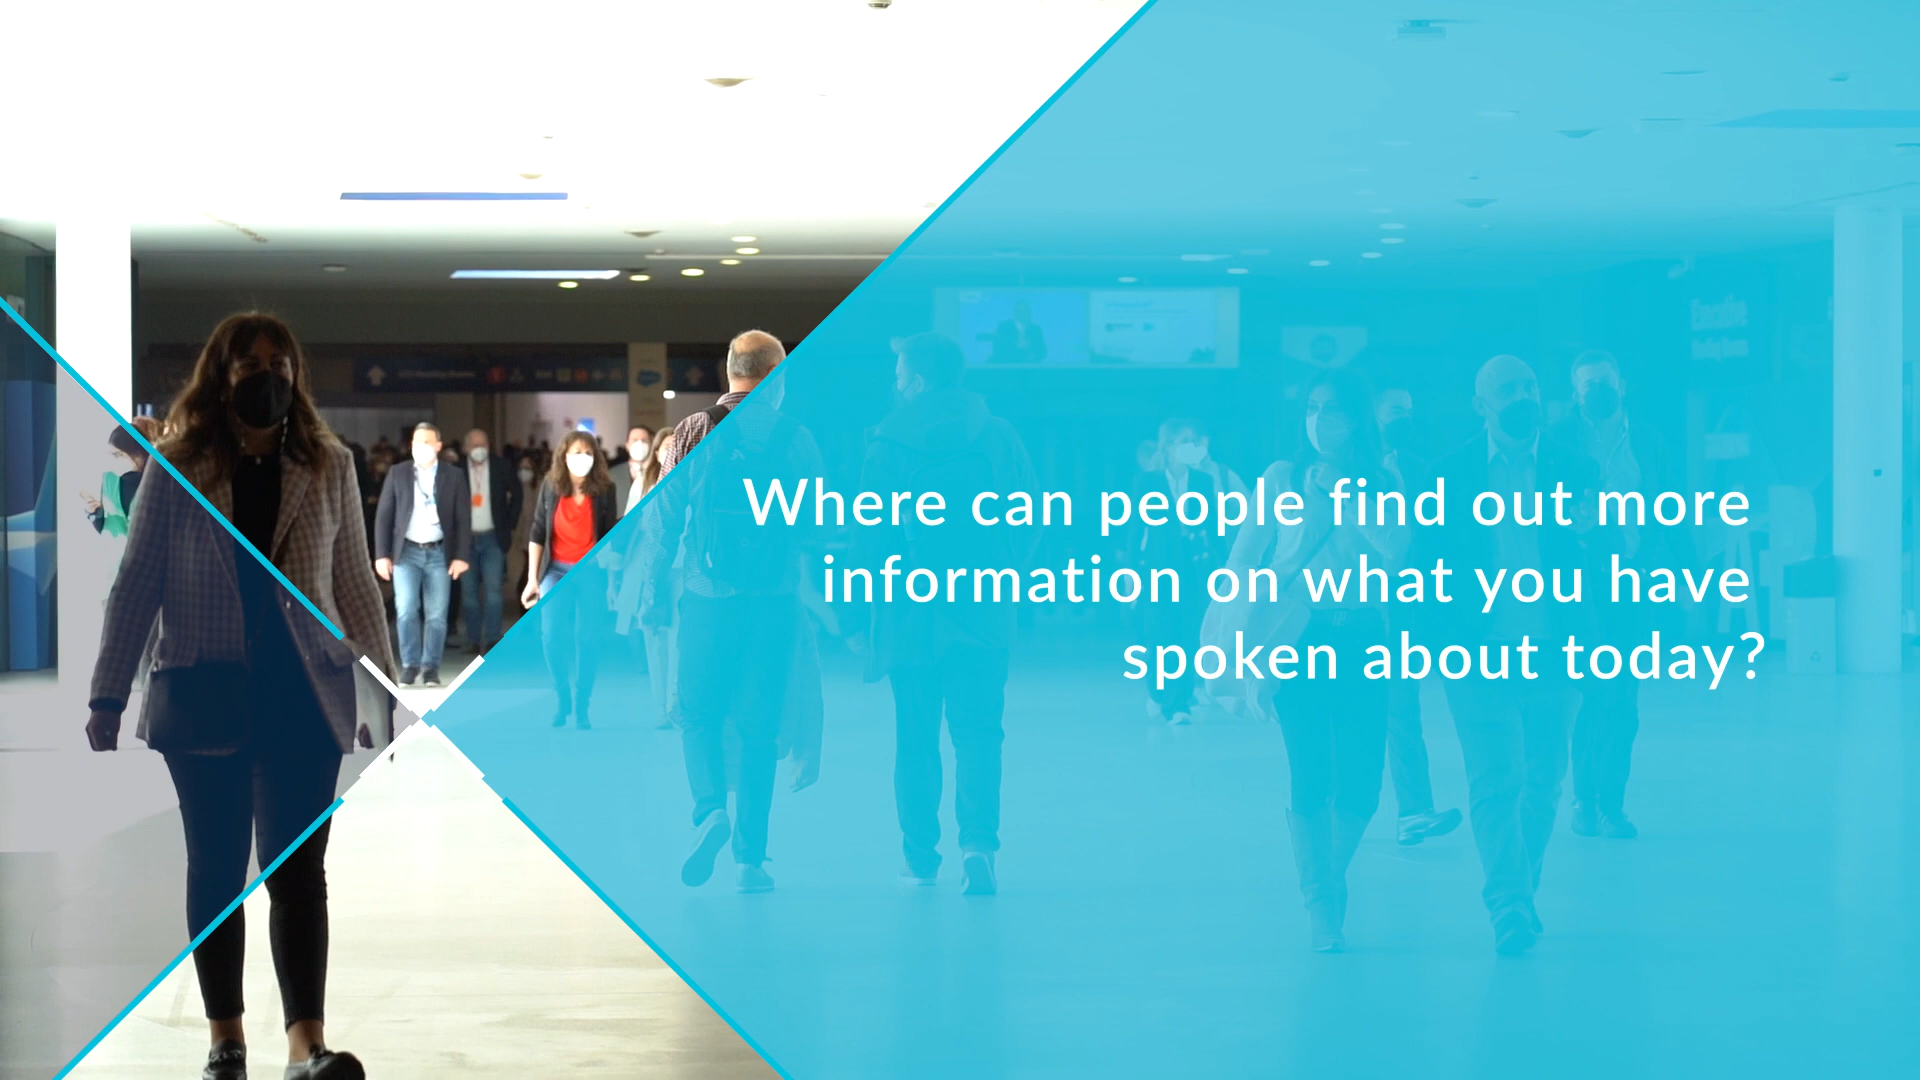 Where can people find out more
information on what you have
spoken about today?